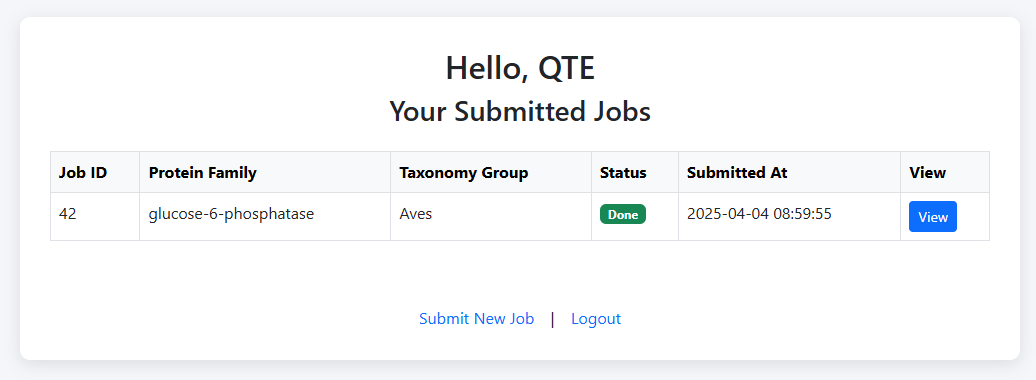 Hello, QTE
Your Submitted Jobs
Job ID Protein Family Taxonomy Group Status Submitted At View
42 glucose-6-phosphatase Aves Done 2025-04-04 08:59:55 View
Submit New Job | Logout